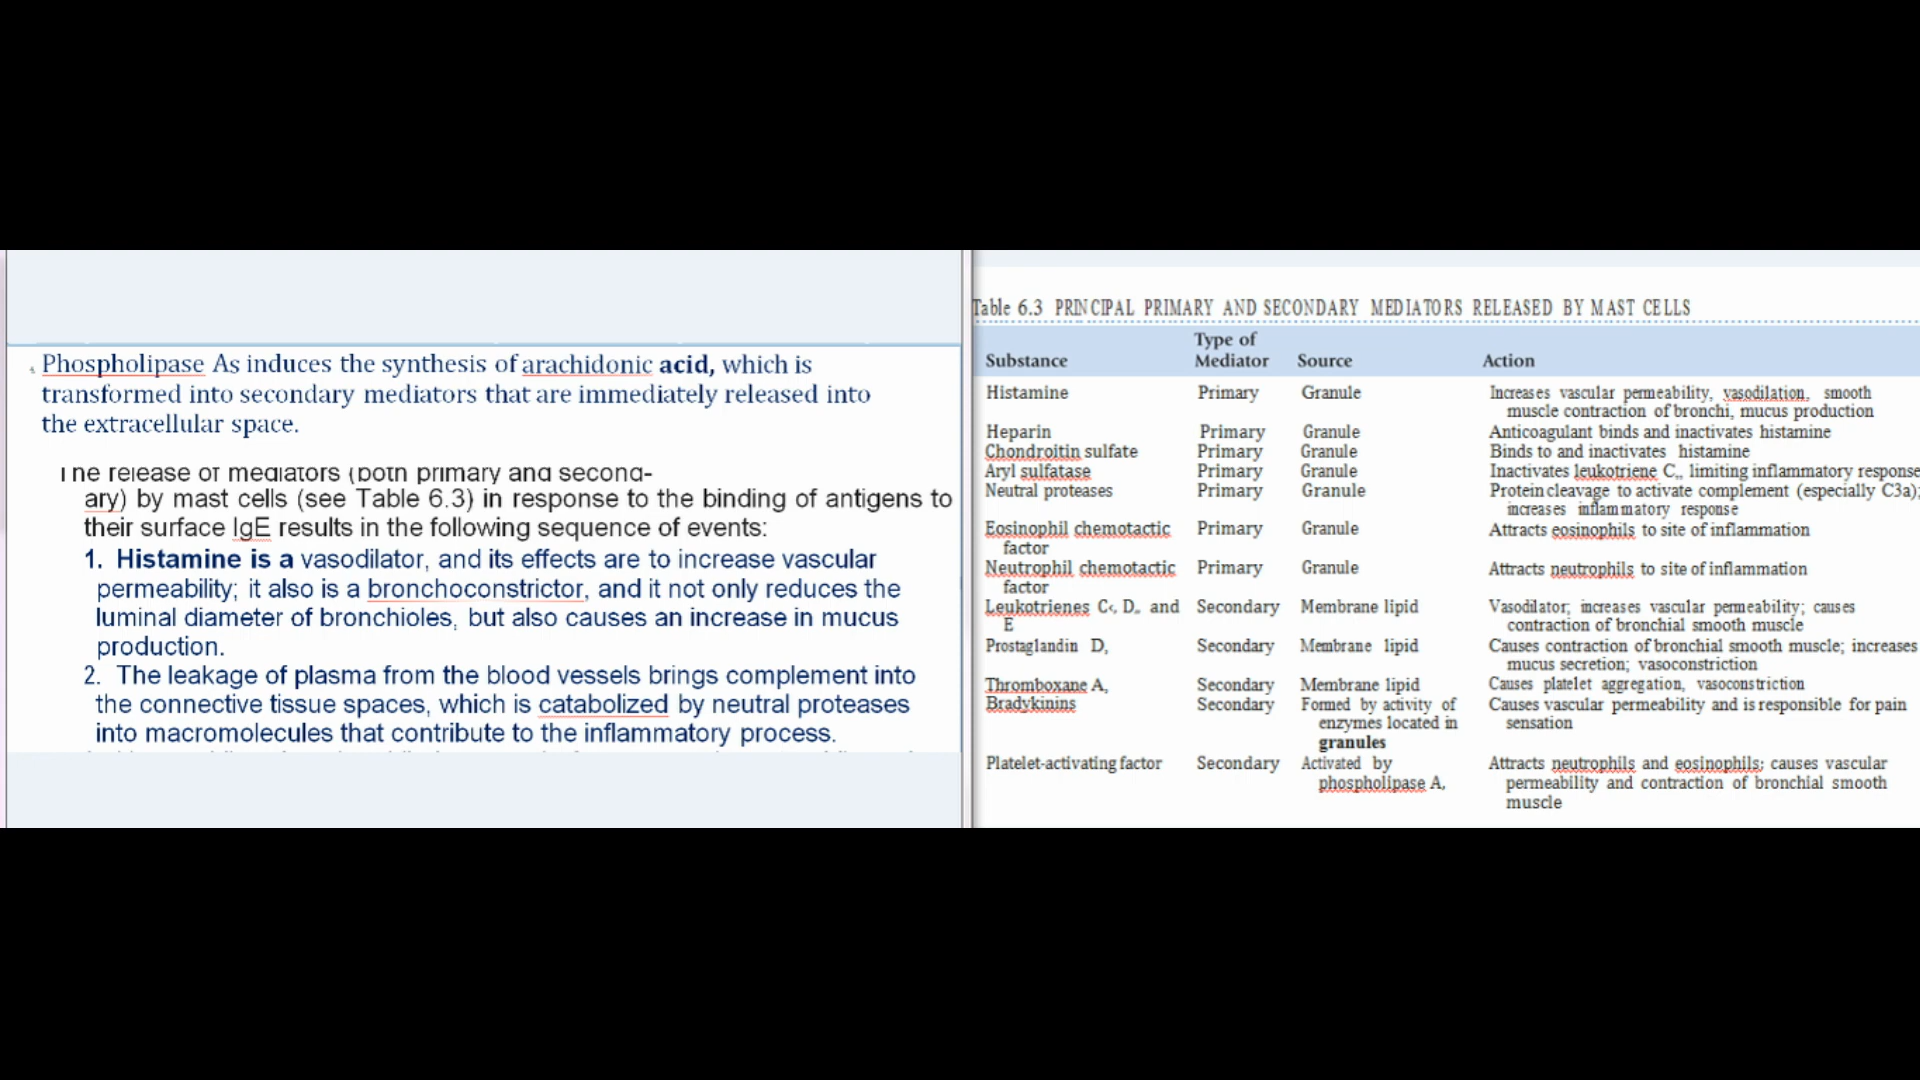 Phospholipase As induces the synthesis of arachidonic acid, which is
transformed into secondary mediators that are immediately released into
the extracellular space.
The release of mediators (both primary and second-
ary) by mast cells (see Table 6.3) in response to the binding of antigens to
their surface IgE results in the following sequence of events:
1. Histamine is a vasodilator, and its effects are to increase vascular
permeability; it also is a bronchoconstrictor, and it not only reduces the
luminal diameter of bronchioles, but also causes an increase in mucus
production.
2. The leakage of plasma from the blood vessels brings complement into
the connective tissue spaces, which is catabolized by neutral proteases
into macromolecules that contribute to the inflammatory process.
Table 6.3 PRINCIPAL PRIMARY AND SECONDARY MEDIATORS RELEASED BY MAST CELLS
Type of
Substance Mediator Source Action
Histamine Primary Granule Increases vascular permeability, vasodilation, smooth
muscle contraction of bronchi, mucus production
Heparin Primary Granule Anticoagulant binds and inactivates histamine
Chondroitin sulfate Primary Granule Binds to and inactivates histamine
Aryl sulfatase Primary Granule Inactivates leukotriene C,, limiting inflammatory response
Neutral proteases Primary Granule Protein cleavage to activate complement (especially C3a);
increases inflammatory response
Eosinophil chemotactic Primary Granule Attracts eosinophils to site of inflammation
factor
Neutrophil chemotactic Primary Granule Attracts neutrophils to site of inflammation
factor
Leukotrienes C<, D,, and Secondary Membrane lipid Vasodilator; increases vascular permeability; causes
E contraction of bronchial smooth muscle
Prostaglandin D, Secondary Membrane lipid Causes contraction of bronchial smooth muscle; increases
mucus secretion; vasoconstriction
Thromboxane A, Secondary Membrane lipid Causes platelet aggregation, vasoconstriction
Bradykinins Secondary Formed by activity of Causes vascular permeability and is responsible for pain
enzymes located in sensation
granules
Platelet-activating factor Secondary Activated by Attracts neutrophils and eosinophils; causes vascular
phospholipase A, permeability and contraction of bronchial smooth
muscle